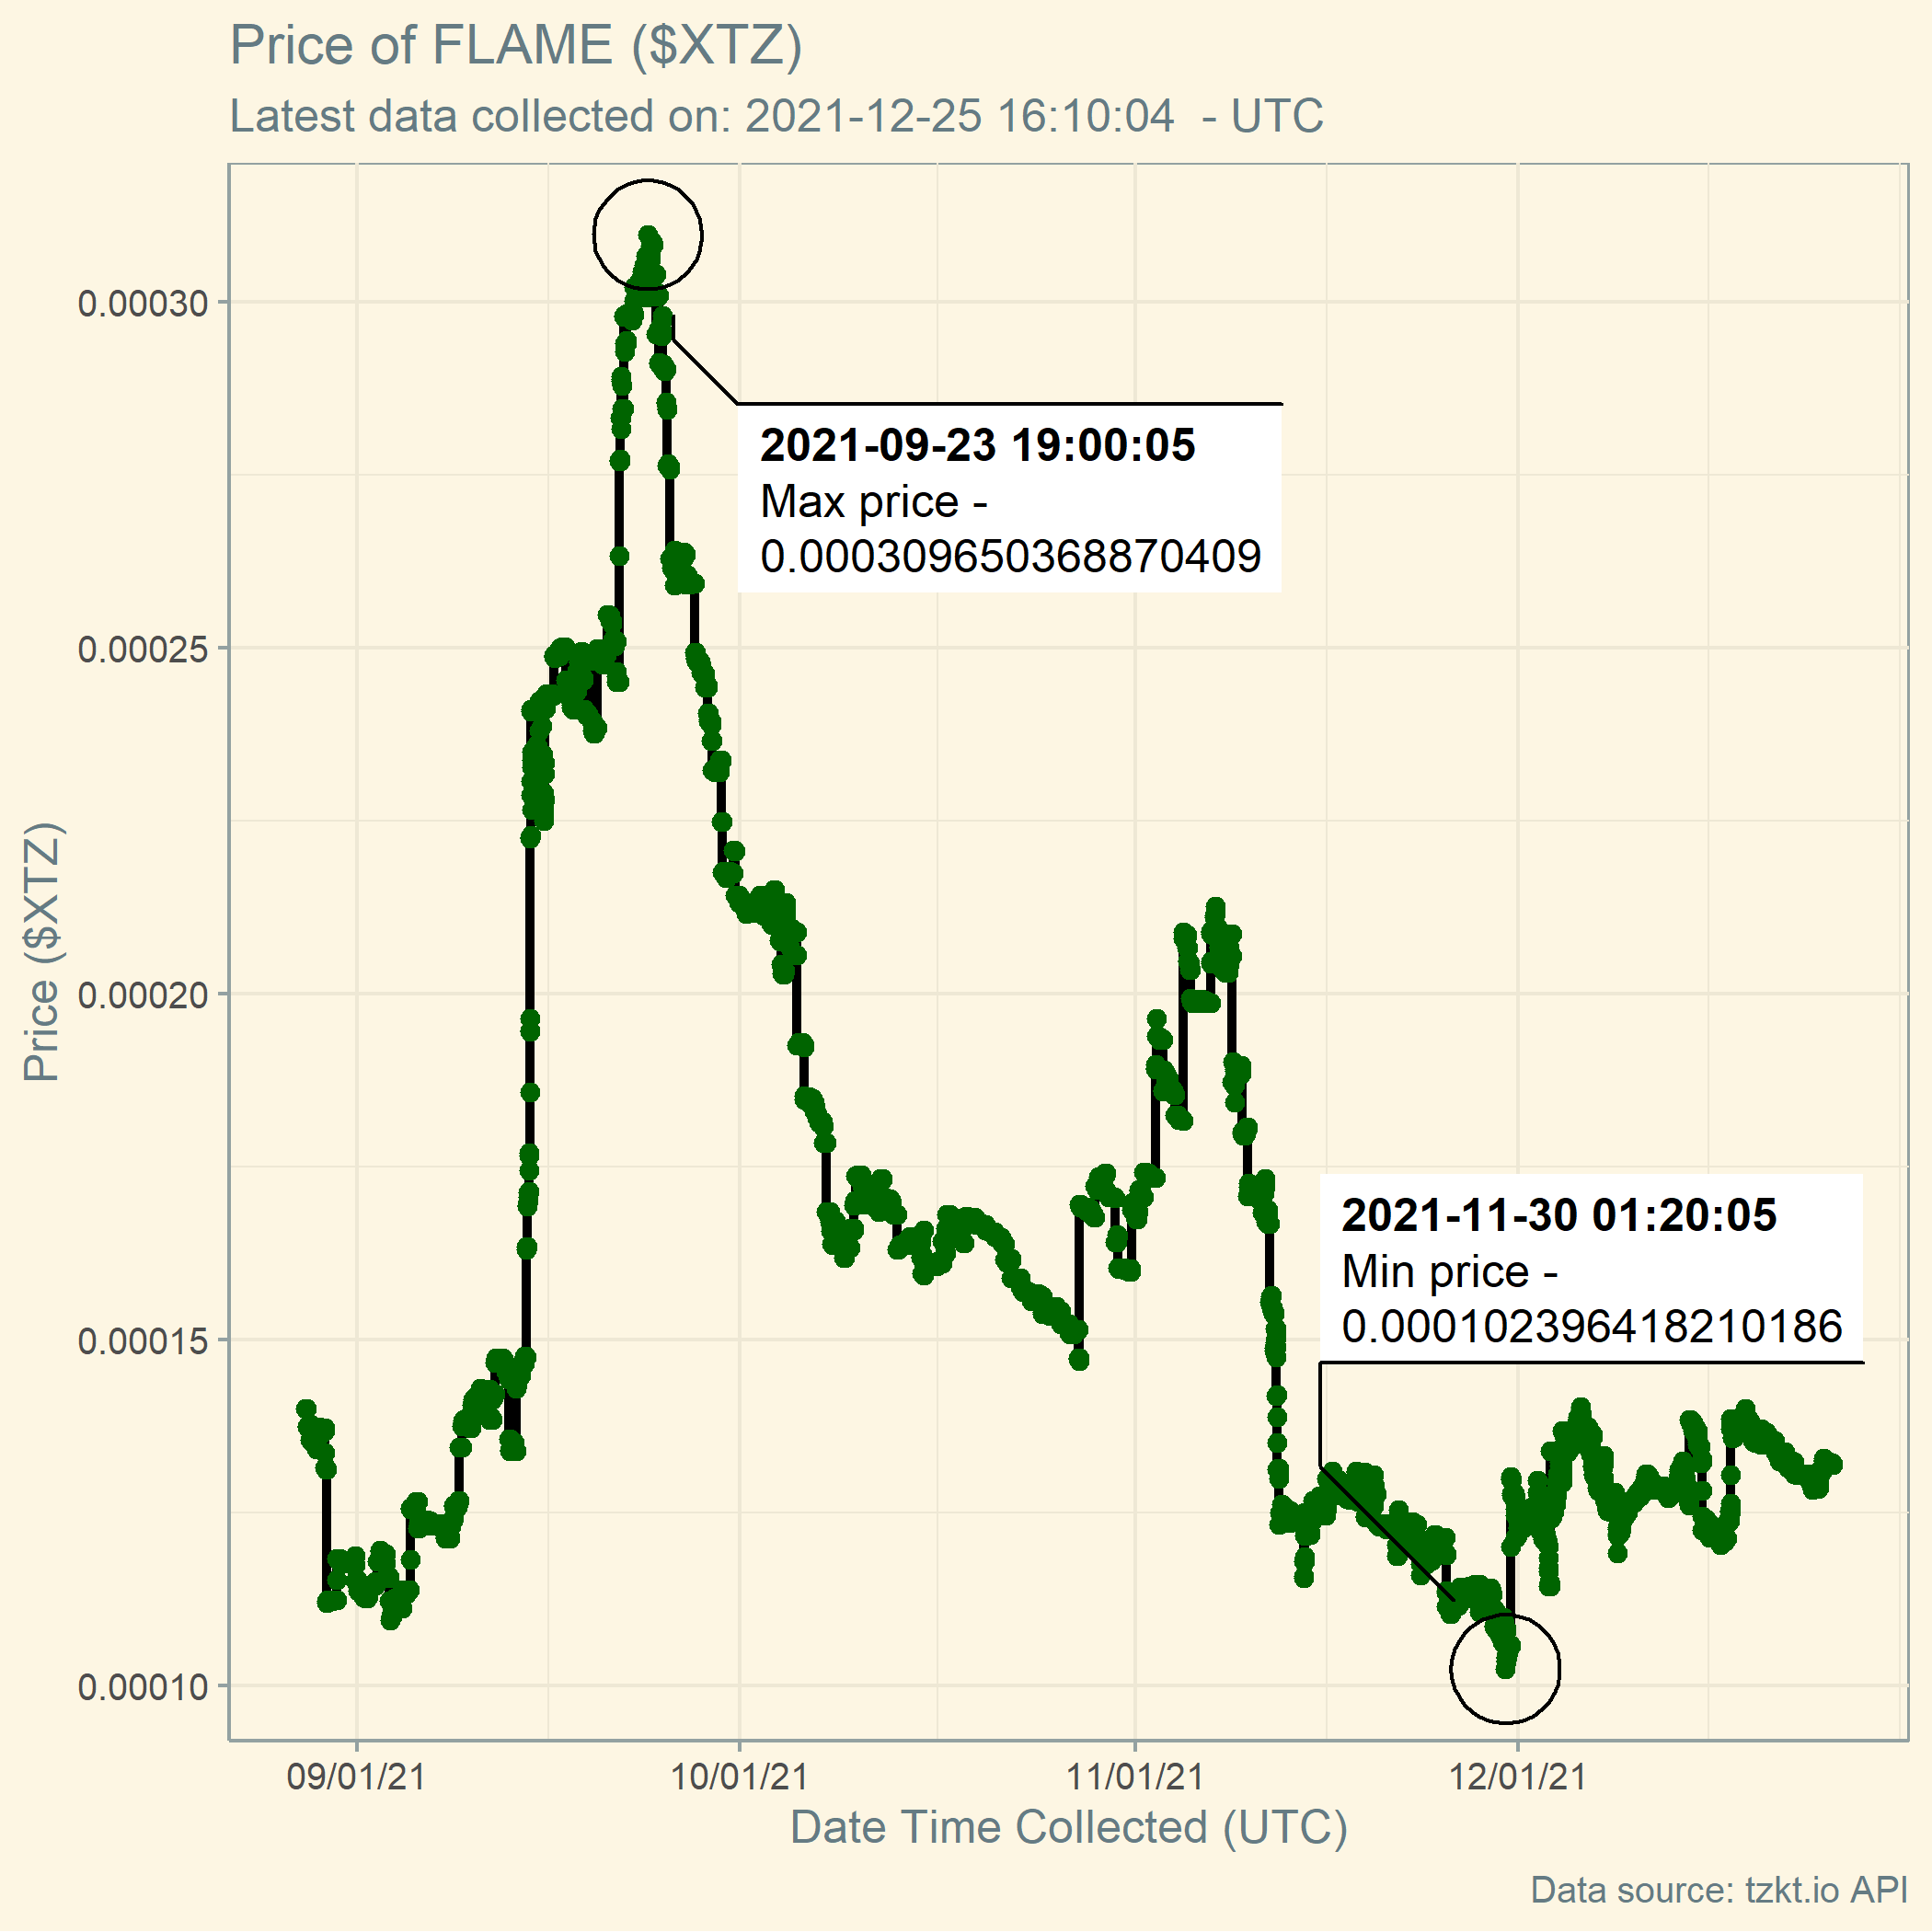 Price of FLAME ($XTZ)
Latest data collected on: 2021-12-25 16:10:04  - UTC
0.00030
0.00025
0.00020
0.00015
0.00010
Price ($XTZ)
2021-09-23 19:00:05
Max price -
0.000309650368870409
2021-11-30 01:20:05
Min price -
0.000102396418210186
09/01/21
10/01/21
11/01/21
12/01/21
Date Time Collected (UTC)
Data source: tzkt.io API